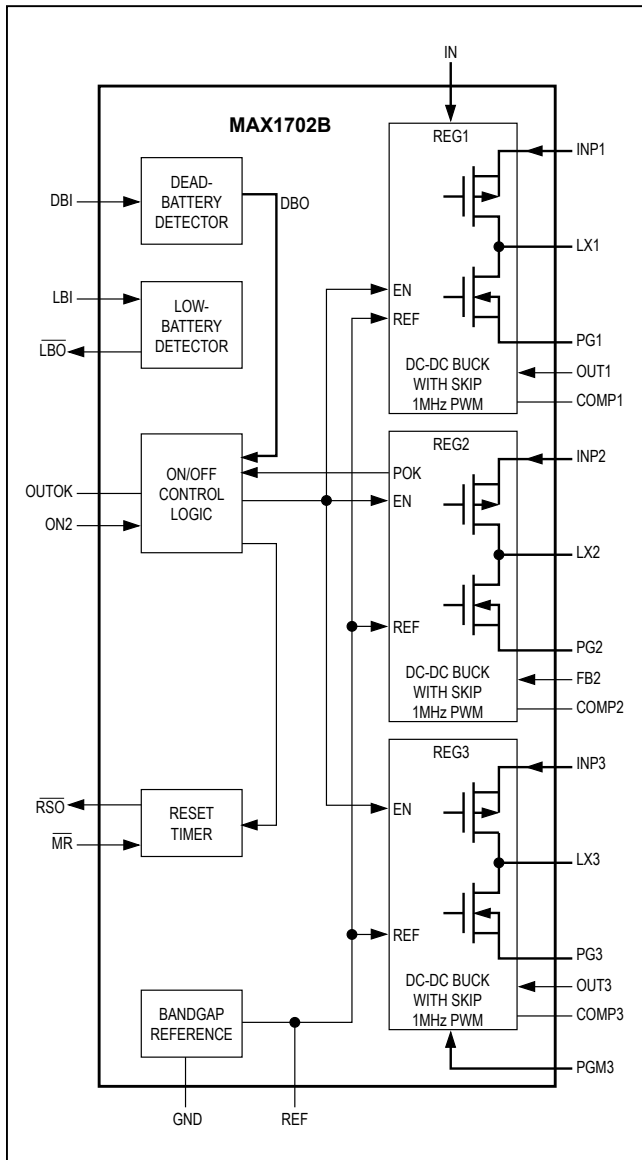 IN
MAX1702B
REG1
INP1
DEAD-
BATTERY
DETECTOR
DBI
DBO
LX1
LBI
LOW-
BATTERY
DETECTOR
L̅B̅O̅
EN
REF
PG1
DC-DC BUCK
WITH SKIP
1MHz PWM
OUT1
COMP1
REG2
INP2
ON/OFF
CONTROL
LOGIC
OUTOK
ON2
POK
EN
LX2
REF
PG2
DC-DC BUCK
WITH SKIP
1MHz PWM
FB2
COMP2
REG3
INP3
R̅S̅O̅
M̅R̅
RESET
TIMER
EN
LX3
REF
PG3
DC-DC BUCK
WITH SKIP
1MHz PWM
OUT3
COMP3
BANDGAP
REFERENCE
PGM3
GND
REF